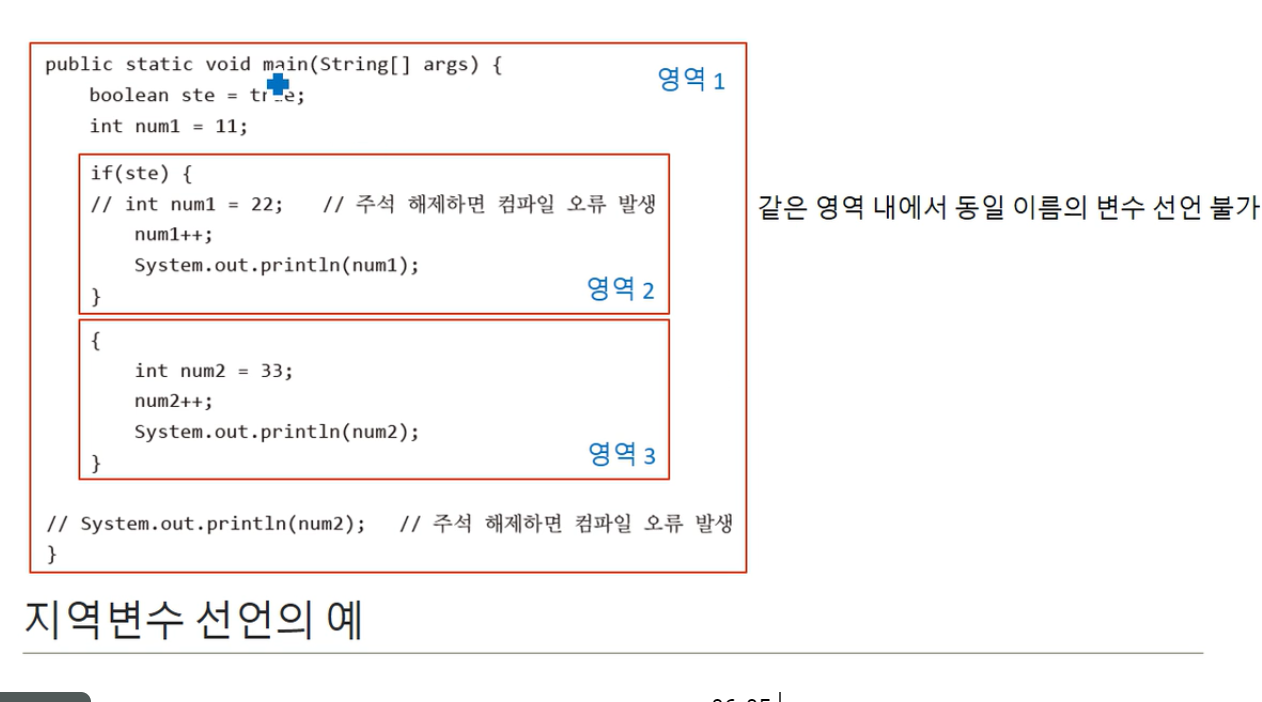 public static void main(String[] args) {
영역 1
boolean ste = true;
int num1 = 11;
if(ste) {
// int num1 = 22;   // 주석 해제하면 컴파일 오류 발생
num1++;
System.out.println(num1);
}
영역 2
같은 영역 내에서 동일 이름의 변수 선언 불가
{
int num2 = 33;
num2++;
System.out.println(num2);
}
영역 3
// System.out.println(num2);   // 주석 해제하면 컴파일 오류 발생
}
지역변수 선언의 예